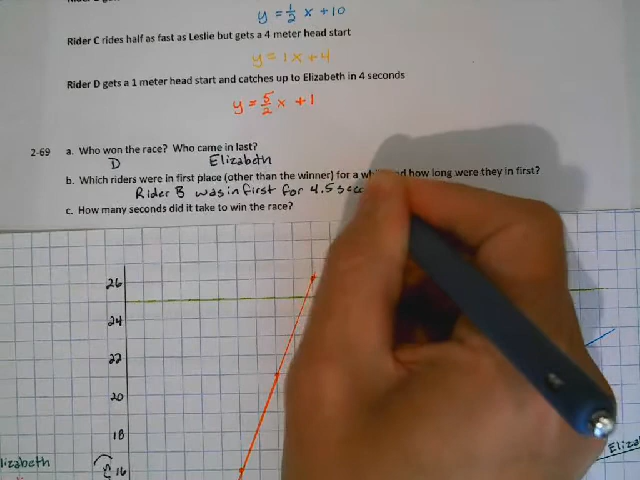 y = 1/2 x + 10
Rider C rides half as fast as Leslie but gets a 4 meter head start
y = 1x + 4
Rider D gets a 1 meter head start and catches up to Elizabeth in 4 seconds
y = 5/2 x + 1
2-69 a. Who won the race? Who came in last?
D Elizabeth
b. Which riders were in first place (other than the winner) for a how long were they in first?
Rider B was in first for 4.5
c. How many seconds did it take to win the race?
26
24
22
20
18
16